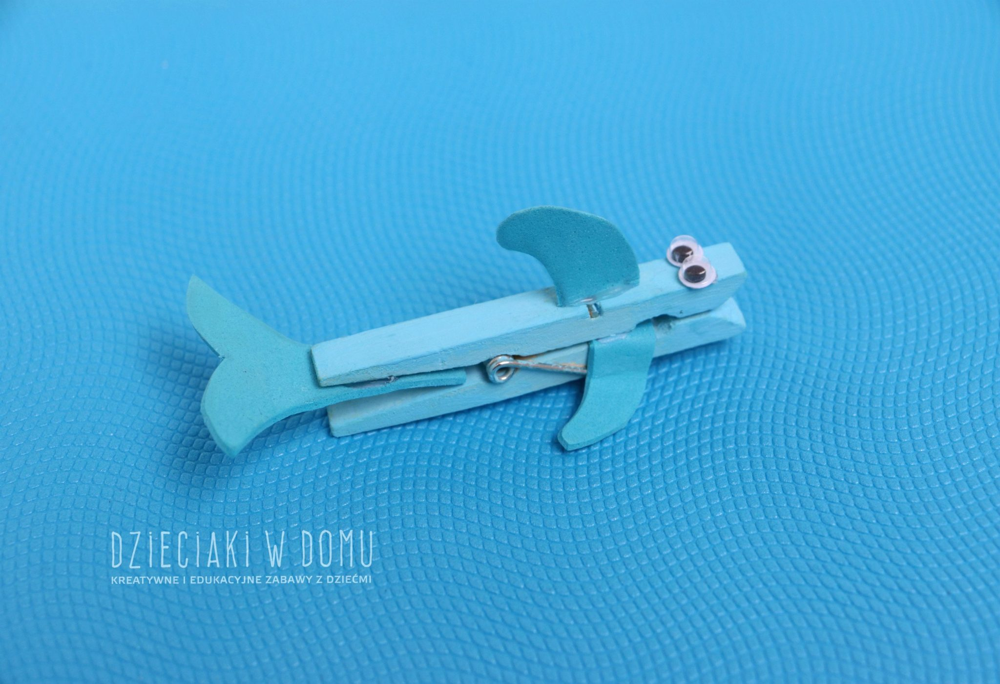 DZiECiAKi W DOMU
KREATYWNE I EDUKACYJNE ZABAWY Z DZIEĆMI